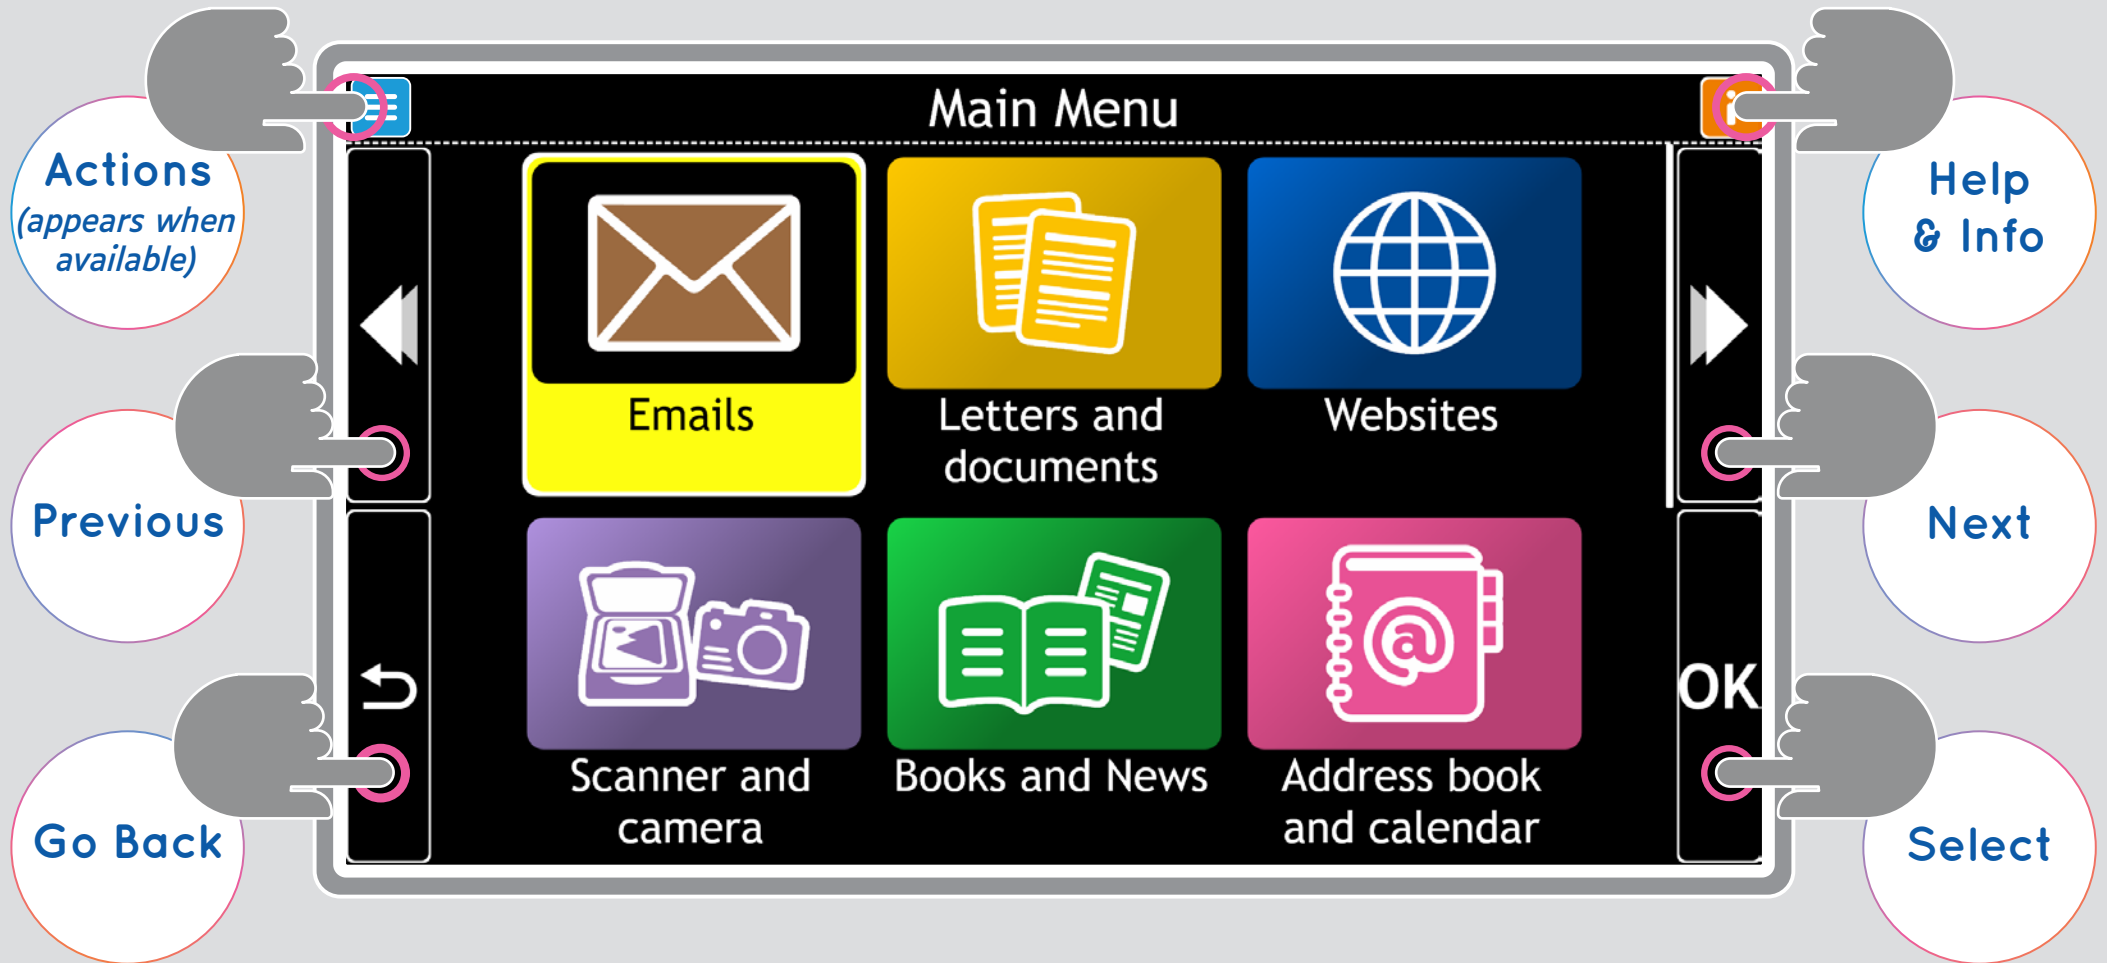 Main Menu
Actions
(appears when
available)
Help
& Info
Emails
Letters and
documents
Websites
Previous
Next
OK
Scanner and
camera
Books and News
Address book
and calendar
@
Go Back
Select